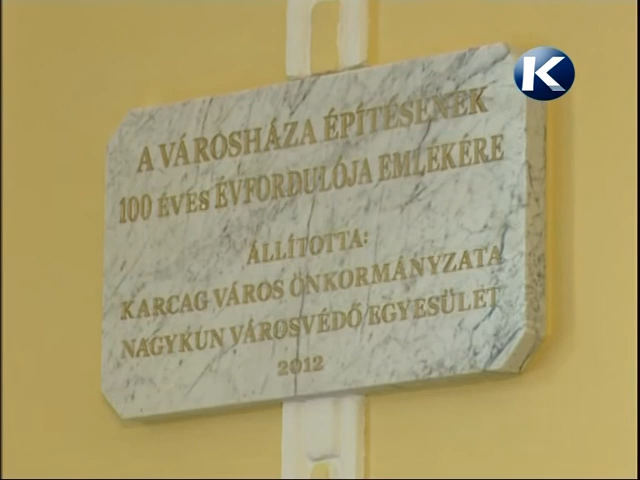 K
A VÁROSHÁZA ÉPÍTÉSÉNEK
100 ÉVES ÉVFORDULÓJA EMLÉKÉRE
ÁLLÍTOTTA:
KARCAG VÁROS ÖNKORMÁNYZATA
NAGYKUN VÁROSVÉDŐ EGYESÜLET
2012